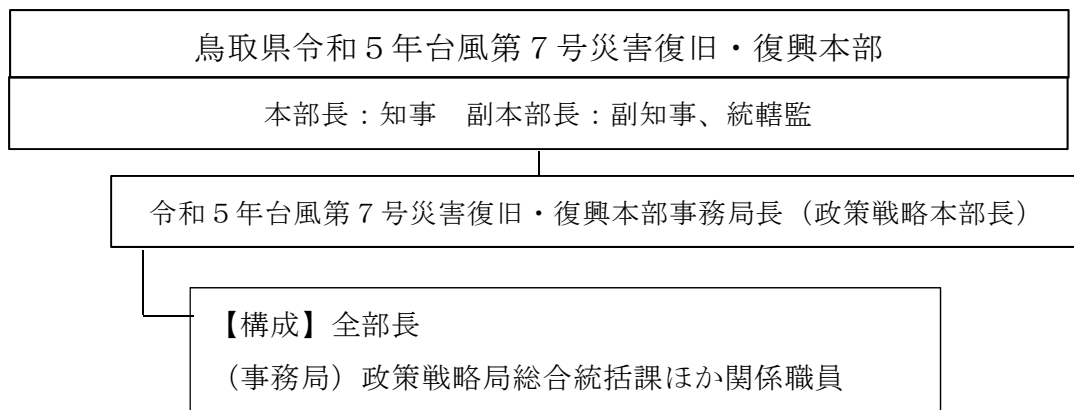 鳥取県令和５年台風第７号災害復旧・復興本部
本部長：知事　副本部長：副知事、統轄監
令和５年台風第７号災害復旧・復興本部事務局長（政策戦略本部長）
【構成】全部長
（事務局）政策戦略局総合統括課ほか関係職員